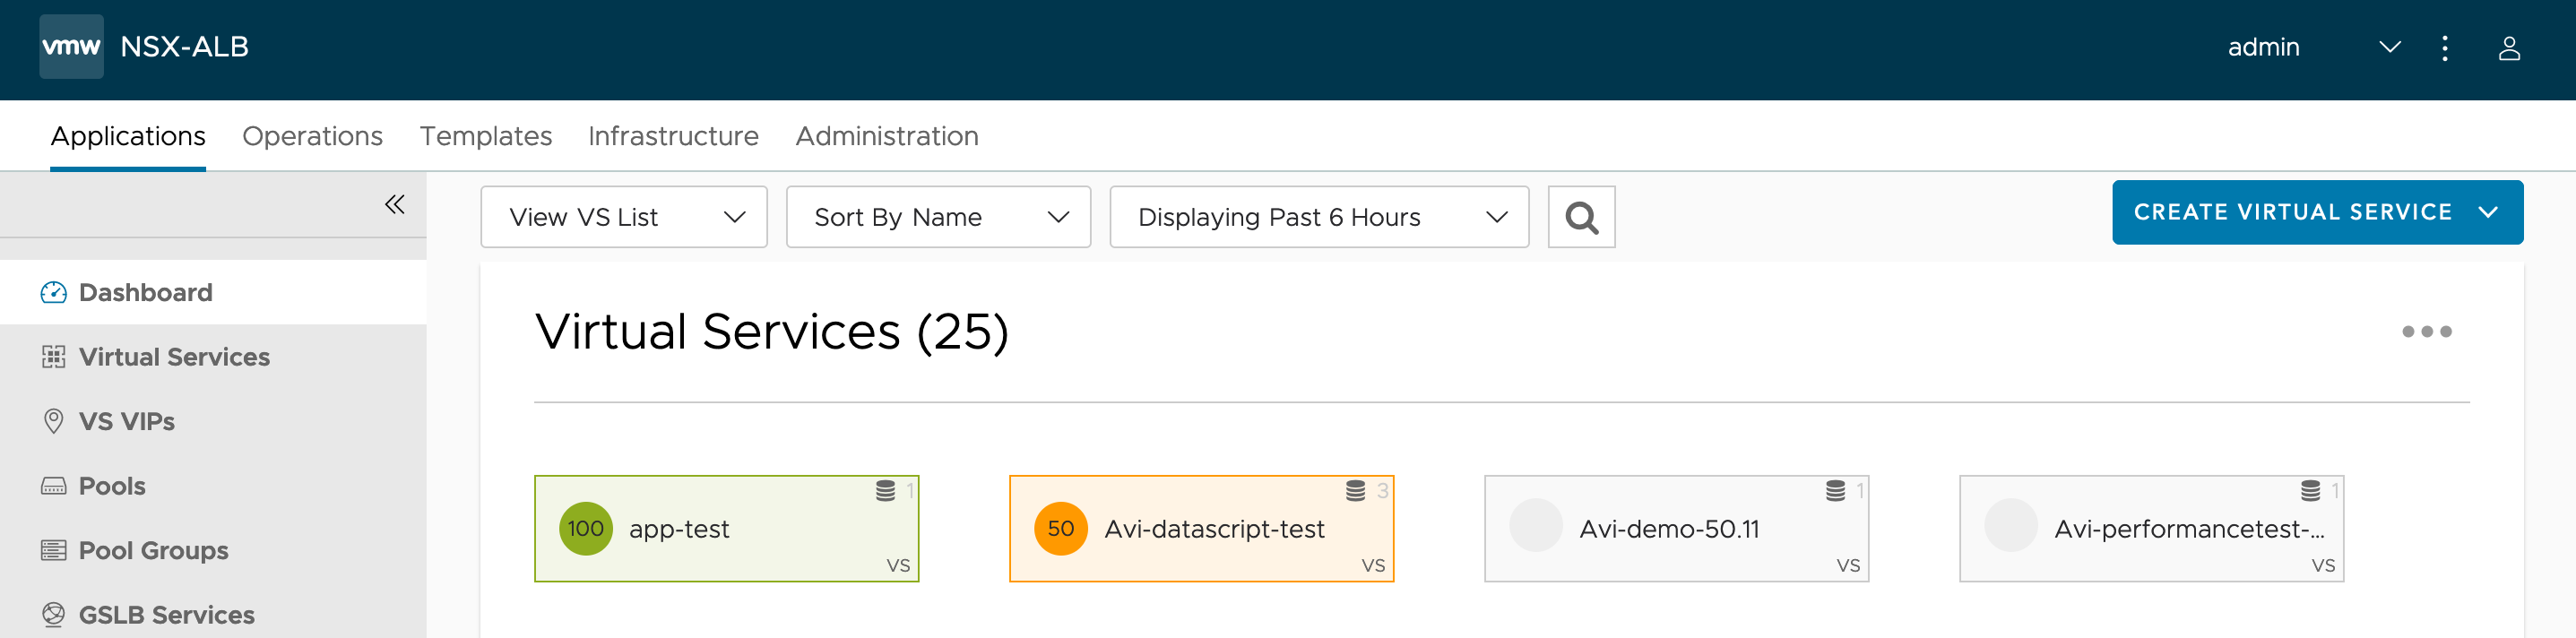 vmw NSX-ALB admin
Applications Operations Templates Infrastructure Administration
View VS List Sort By Name Displaying Past 6 Hours CREATE VIRTUAL SERVICE
Dashboard
Virtual Services
VS VIPs
Pools
Pool Groups
GSLB Services
Virtual Services (25)
1
100 app-test
VS
3
50 Avi-datascript-test
VS
1
Avi-demo-50.11
VS
1
Avi-performancetest-...
VS